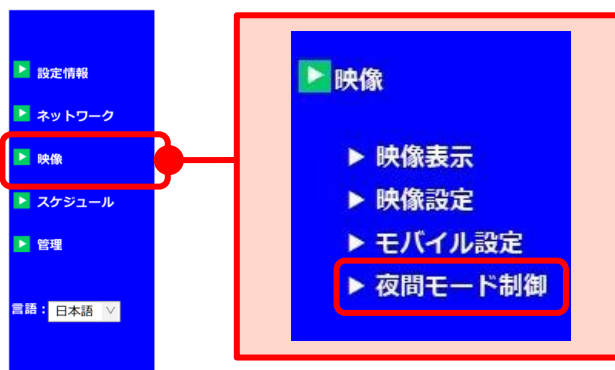 設定情報
ネットワーク
映像
スケジュール
管理
言語：日本語
映像
映像表示
映像設定
モバイル設定
夜間モード制御